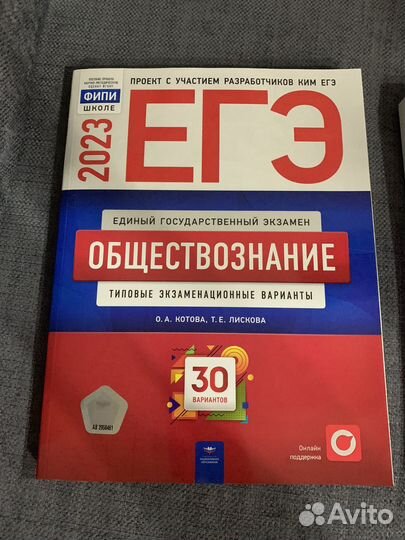 ПРОЕКТ С УЧАСТИЕМ РАЗРАБОТЧИКОВ КИМ ЕГЭ
ФИПИ
ШКОЛЕ
2023
ЕГЭ
ЕДИНЫЙ ГОСУДАРСТВЕННЫЙ ЭКЗАМЕН
ОБЩЕСТВОЗНАНИЕ
ТИПОВЫЕ ЭКЗАМЕНАЦИОННЫЕ ВАРИАНТЫ
О. А. КОТОВА, Т. Е. ЛИСКОВА
30
ВАРИАНТОВ
Онлайн
поддержка
Avito